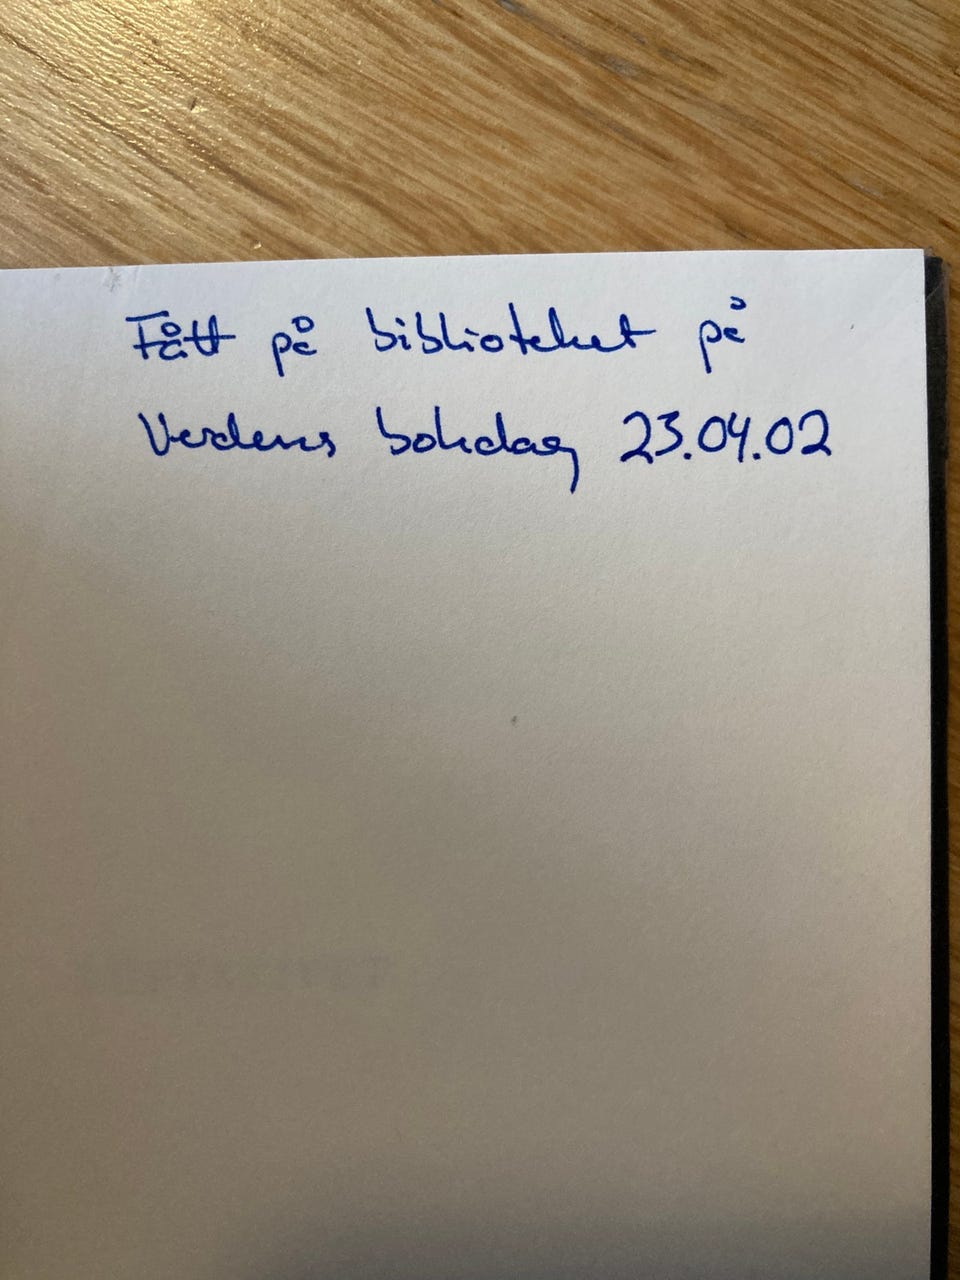 Fått på biblioteket på
Verdens bokdag 23.04.02